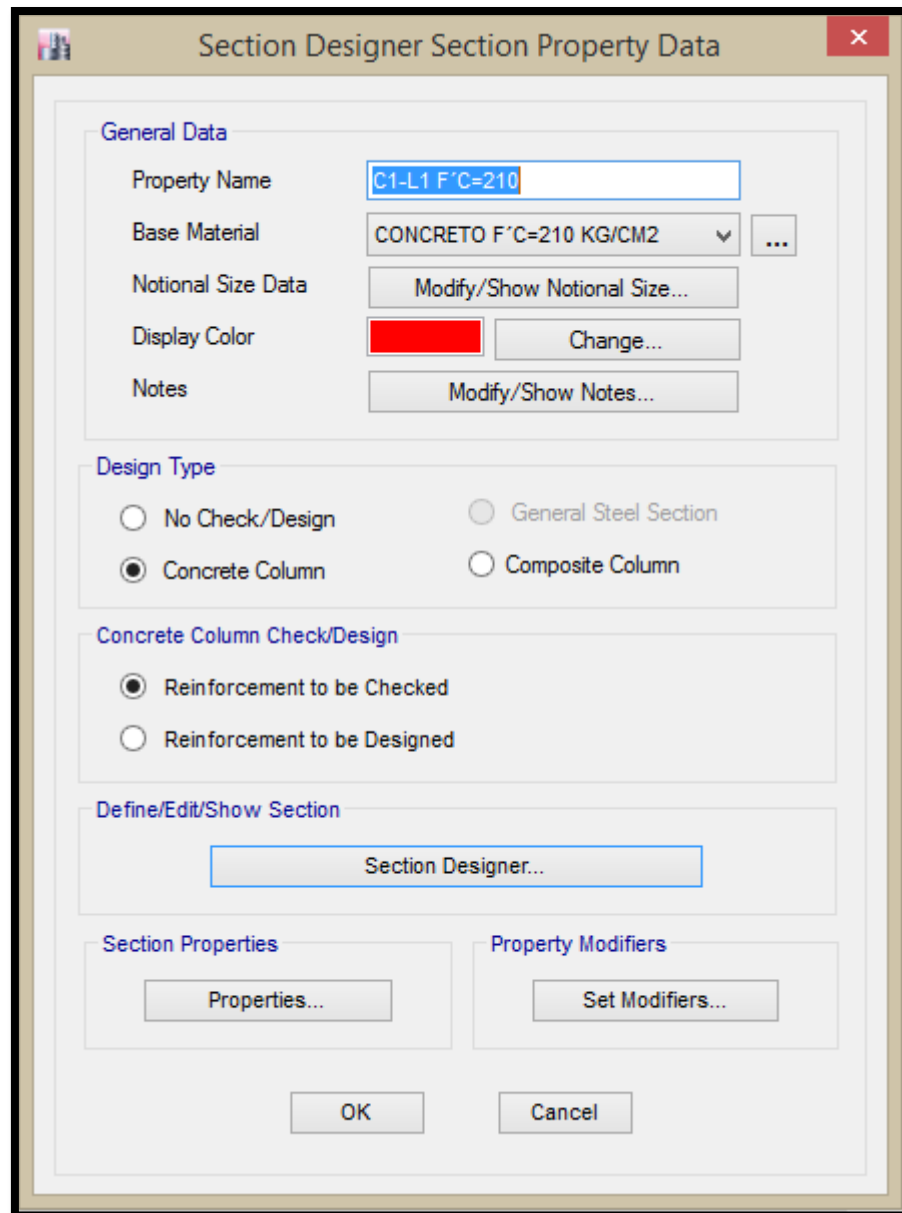 Section Designer Section Property Data
General Data
Property Name C1-L1 F´C=210
Base Material CONCRETO F´C=210 KG/CM2 ...
Notional Size Data Modify/Show Notional Size...
Display Color Change...
Notes Modify/Show Notes...
Design Type
No Check/Design General Steel Section
Concrete Column Composite Column
Concrete Column Check/Design
Reinforcement to be Checked
Reinforcement to be Designed
Define/Edit/Show Section
Section Designer...
Section Properties Property Modifiers
Properties... Set Modifiers...
OK Cancel